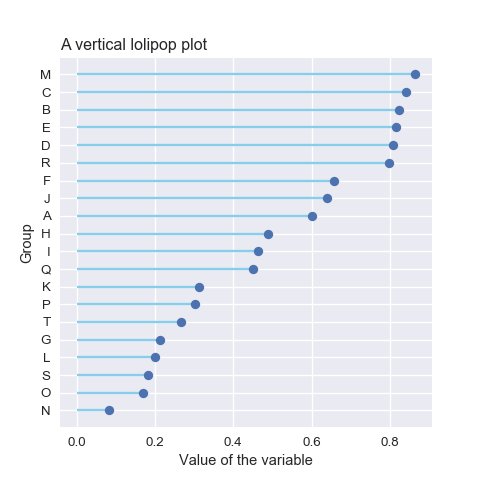 A vertical lolipop plot
M
C
B
E
D
R
F
J
A
H
I
Q
K
P
T
G
L
S
O
N
Group
0.0 0.2 0.4 0.6 0.8
Value of the variable